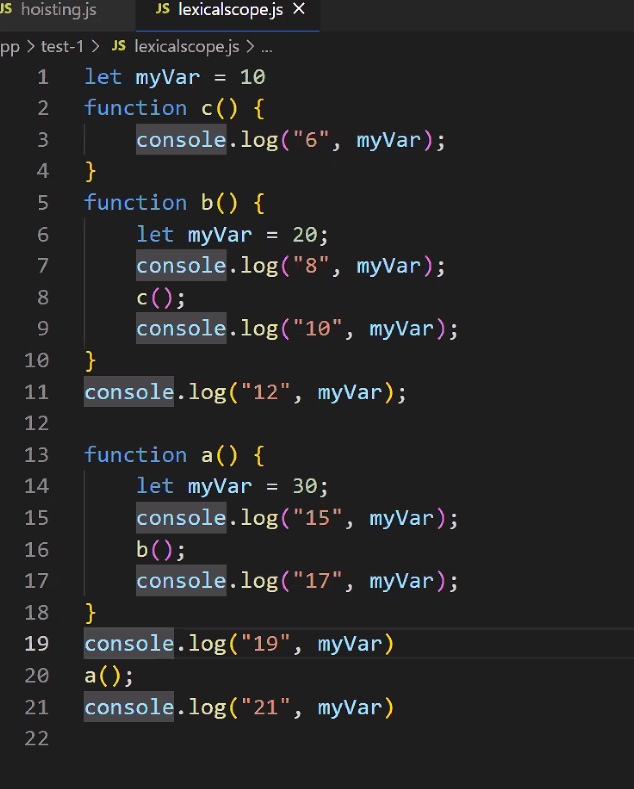 JS hoisting.js JS lexicalscope.js ×
pp > test-1 > JS lexicalscope.js > ...
1 let myVar = 10
2 function c() {
3     console.log("6", myVar);
4 }
5 function b() {
6     let myVar = 20;
7     console.log("8", myVar);
8     c();
9     console.log("10", myVar);
10 }
11 console.log("12", myVar);
12
13 function a() {
14     let myVar = 30;
15     console.log("15", myVar);
16     b();
17     console.log("17", myVar);
18 }
19 console.log("19", myVar)
20 a();
21 console.log("21", myVar)
22